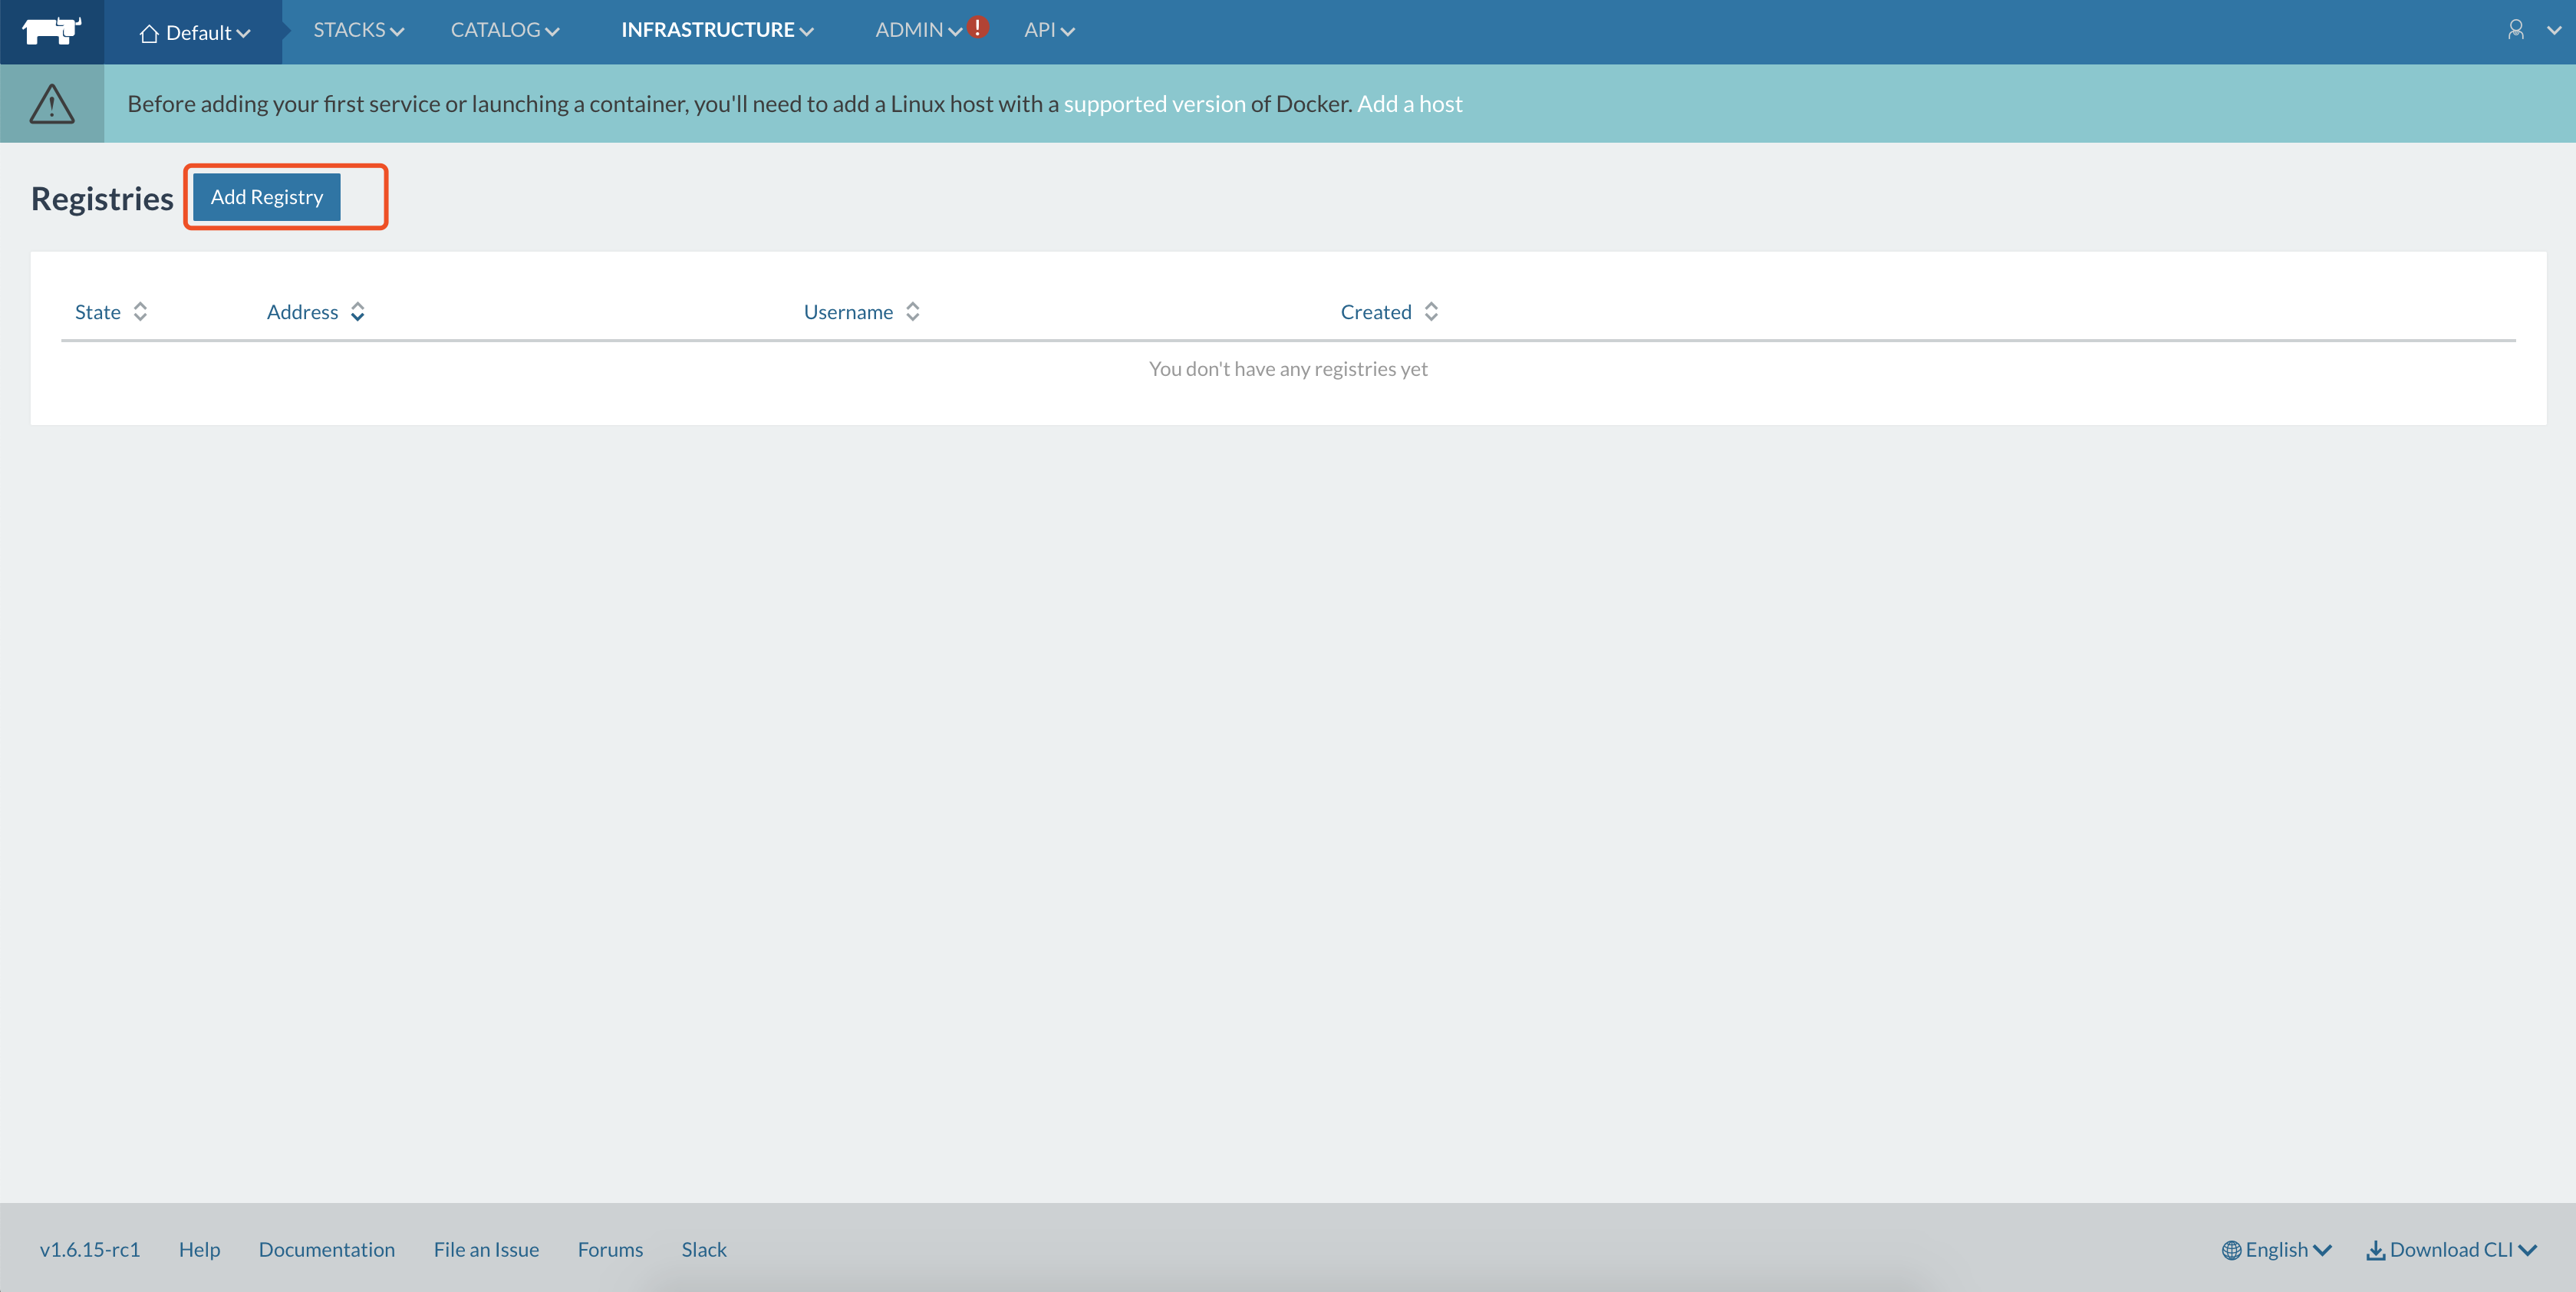 Default STACKS CATALOG INFRASTRUCTURE ADMIN ! API
Before adding your first service or launching a container, you'll need to add a Linux host with a supported version of Docker. Add a host
Registries Add Registry
State Address Username Created
You don't have any registries yet
v1.6.15-rc1 Help Documentation File an Issue Forums Slack English Download CLI